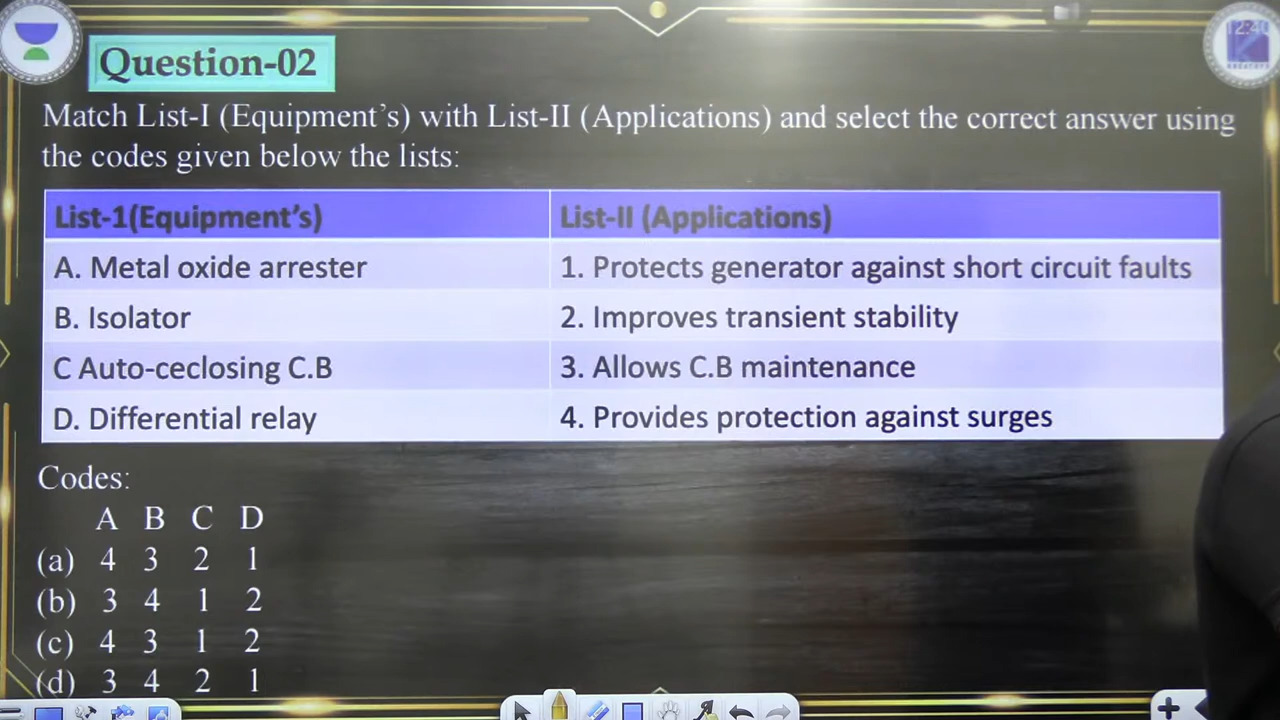 Question-02
12:40
Match List-I (Equipment's) with List-II (Applications) and select the correct answer using
the codes given below the lists:
List-1(Equipment's) List-II (Applications)
A. Metal oxide arrester 1. Protects generator against short circuit faults
B. Isolator 2. Improves transient stability
C Auto-ceclosing C.B 3. Allows C.B maintenance
D. Differential relay 4. Provides protection against surges
Codes:
A B C D
(a) 4 3 2 1
(b) 3 4 1 2
(c) 4 3 1 2
(d) 3 4 2 1